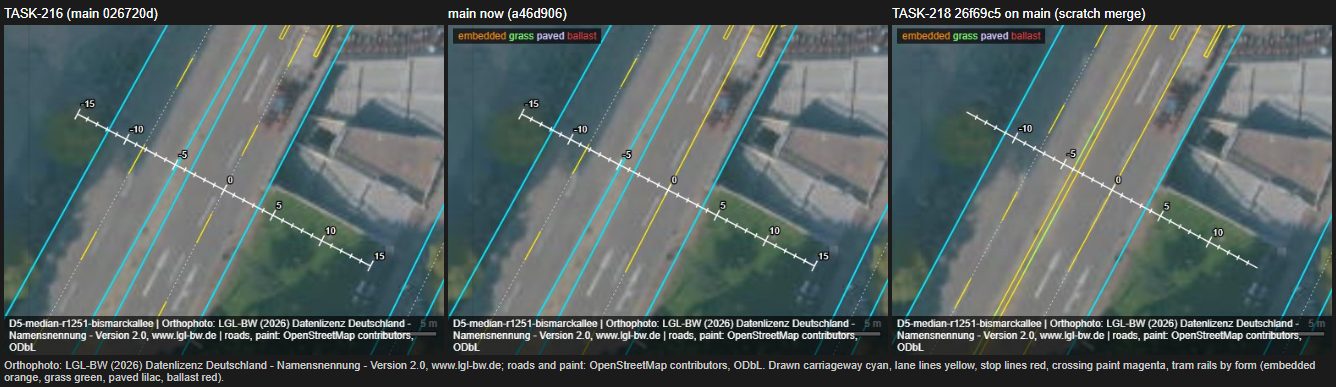 TASK-216 (main 026720d)
main now (a46d906)
TASK-218 26f69c5 on main (scratch merge)
embedded grass paved ballast
embedded grass paved ballast
-15
-10
-5
0
5
10
15
-15
-10
-5
0
5
10
15
-10
-5
5
10
D5-median-r1251-bismarckallee | Orthophoto: LGL-BW (2026) Datenlizenz Deutschland -
Namensnennung - Version 2.0, www.lgl-bw.de | roads, paint: OpenStreetMap contributors,
ODbL
5 m
D5-median-r1251-bismarckallee | Orthophoto: LGL-BW (2026) Datenlizenz Deutschland -
Namensnennung - Version 2.0, www.lgl-bw.de | roads, paint: OpenStreetMap contributors,
ODbL
5 m
D5-median-r1251-bismarckallee | Orthophoto: LGL-BW (2026) Datenlizenz Deutschland -
Namensnennung - Version 2.0, www.lgl-bw.de | roads, paint: OpenStreetMap contributors,
ODbL
5 m
Orthophoto: LGL-BW (2026) Datenlizenz Deutschland - Namensnennung - Version 2.0, www.lgl-bw.de; roads and paint: OpenStreetMap contributors, ODbL. Drawn carriageway cyan, lane lines yellow, stop lines red, crossing paint magenta, tram rails by form (embedded
orange, grass green, paved lilac, ballast red).